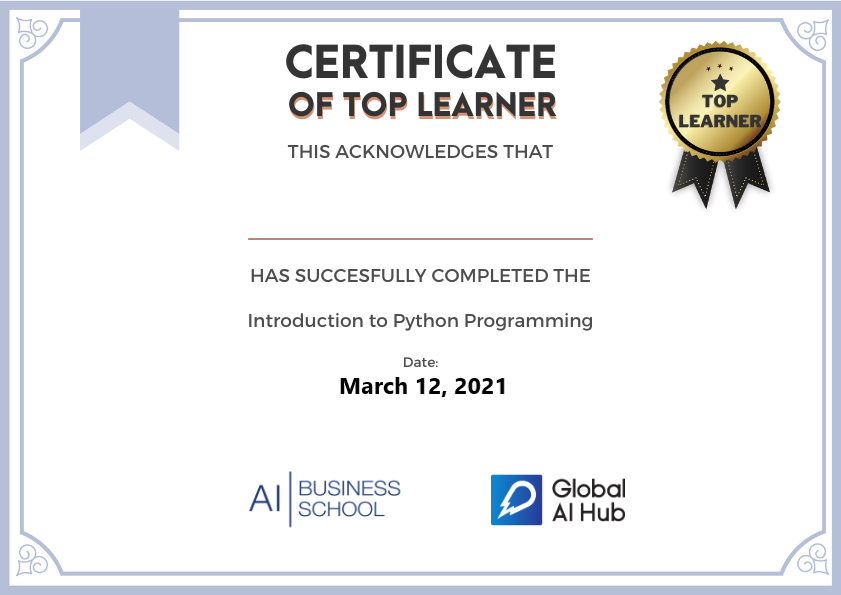 CERTIFICATE
OF TOP LEARNER
THIS ACKNOWLEDGES THAT
TOP
LEARNER
HAS SUCCESFULLY COMPLETED THE
Introduction to Python Programming
Date:
March 12, 2021
AI BUSINESS
SCHOOL
Global
AI Hub